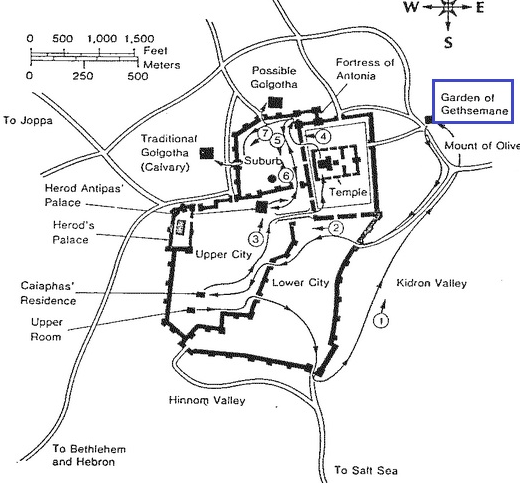 W E
S
0 500 1,000 1,500
Feet
Meters
0 250 500
Possible
Golgotha
Fortress of
Antonia
Garden of
Gethsemane
To Joppa
Traditional
Golgotha
(Calvary)
7
5
4
Mount of Olive
Suburb
6
Temple
Herod Antipas'
Palace
Herod's
Palace
3
2
Upper City
Caiaphas'
Residence
Lower City
Kidron Valley
Upper
Room
1
Hinnom Valley
To Bethlehem
and Hebron
To Salt Sea